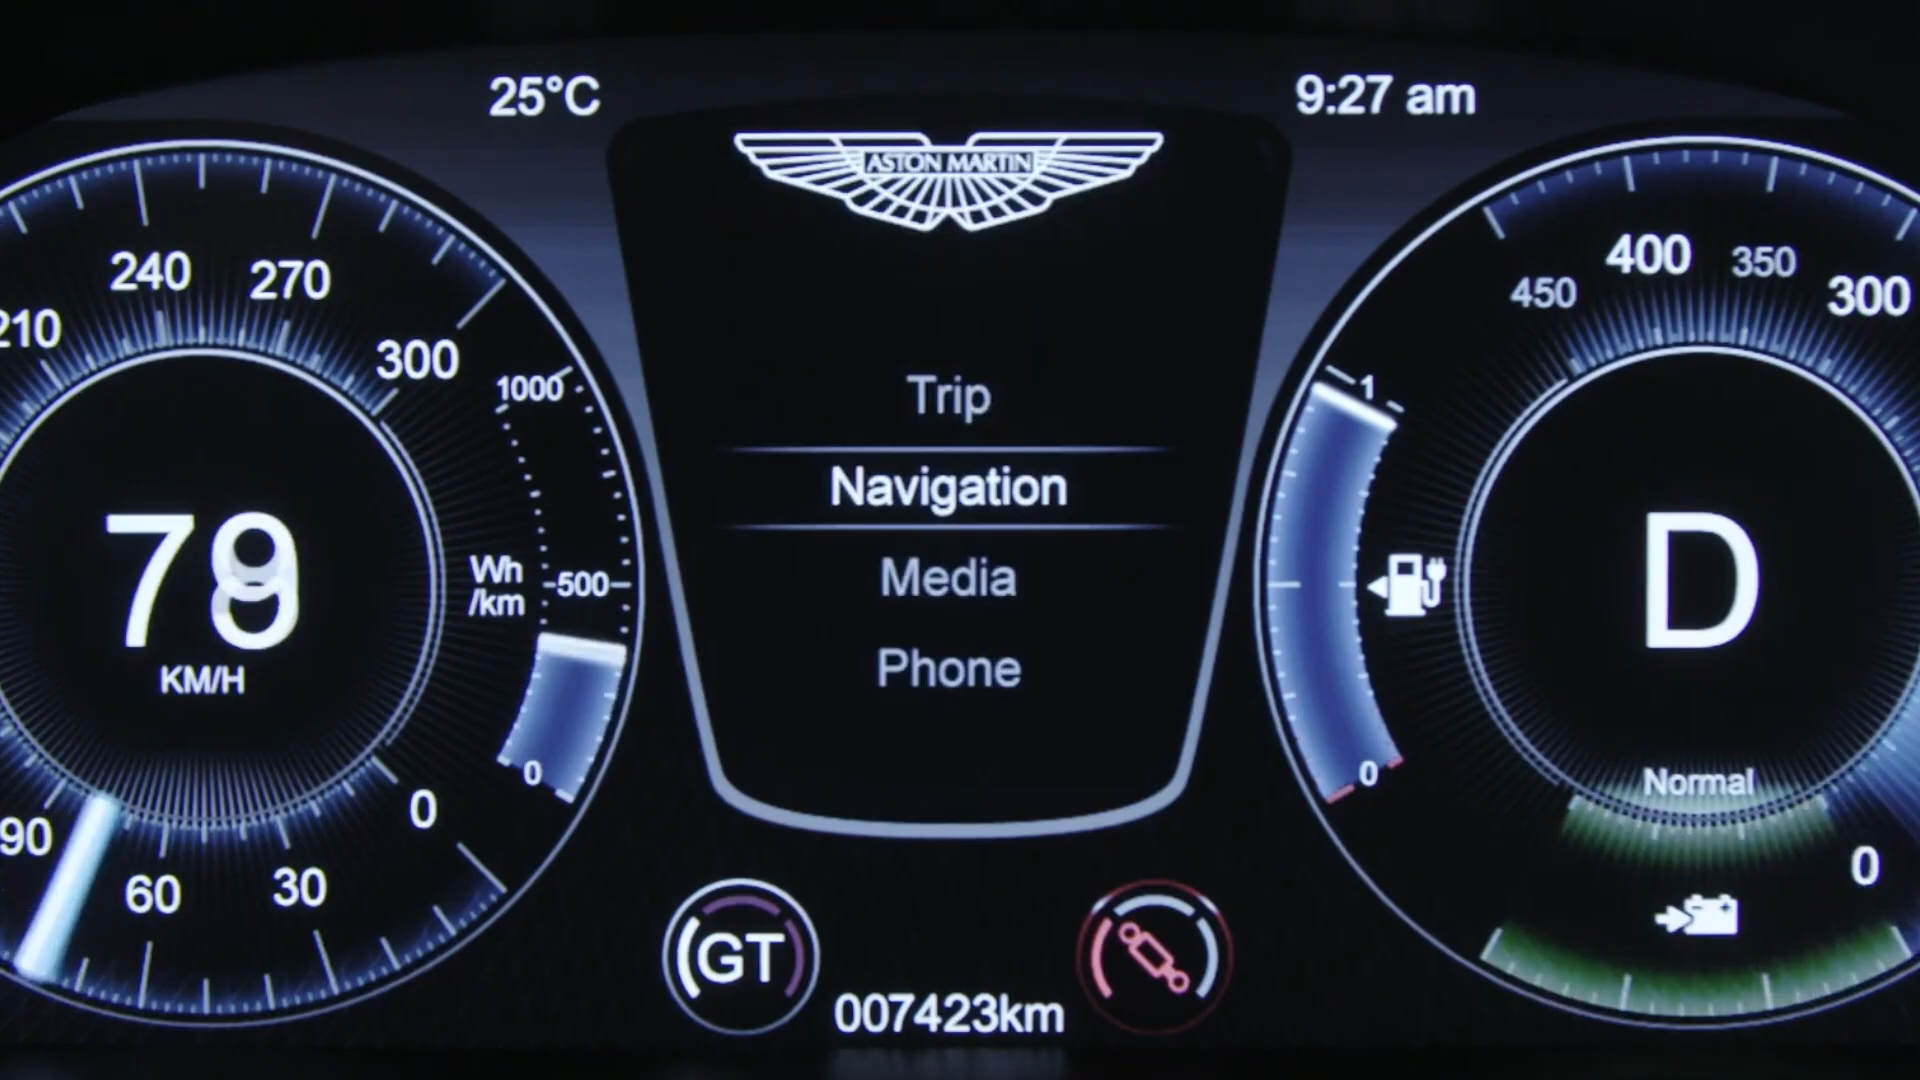 25°C
9:27 am
ASTON MARTIN
210
240
270
300
1000
Wh
/km
500
0
KM/H
90
60
30
0
Trip
Navigation
Media
Phone
1
0
450
400
350
300
D
Normal
0
GT
007423km